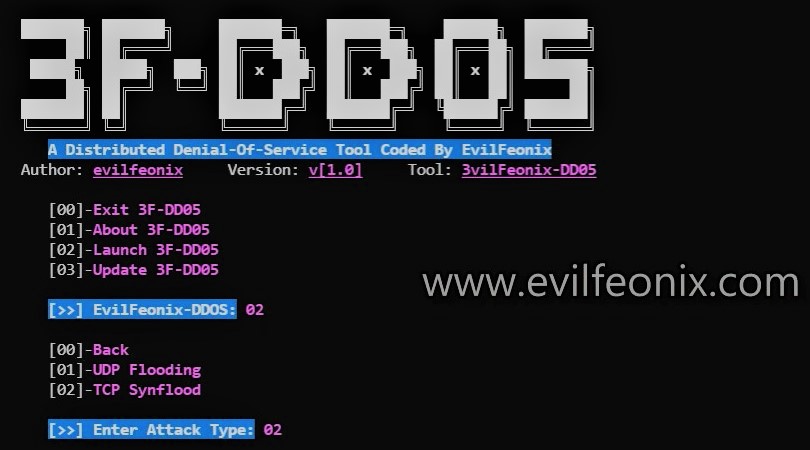 3F-DD05
x x x
A Distributed Denial-Of-Service Tool Coded By EvilFeonix
Author: evilfeonix Version: v[1.0] Tool: 3vilFeonix-DD05
[00]-Exit 3F-DD05
[01]-About 3F-DD05
[02]-Launch 3F-DD05
[03]-Update 3F-DD05
www.evilfeonix.com
[>>] EvilFeonix-DDOS: 02
[00]-Back
[01]-UDP Flooding
[02]-TCP Synflood
[>>] Enter Attack Type: 02